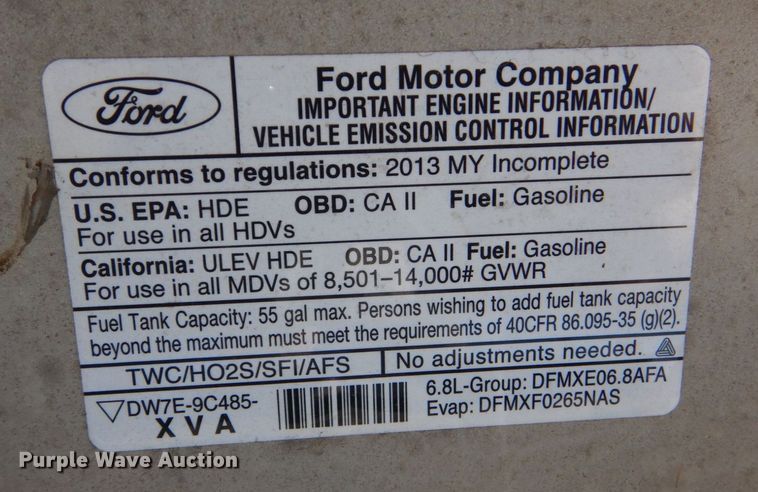 Ford
Ford Motor Company
IMPORTANT ENGINE INFORMATION/
VEHICLE EMISSION CONTROL INFORMATION
Conforms to regulations: 2013 MY Incomplete
U.S. EPA: HDE OBD: CA II Fuel: Gasoline
For use in all HDVs
California: ULEV HDE OBD: CA II Fuel: Gasoline
For use in all MDVs of 8,501–14,000# GVWR
Fuel Tank Capacity: 55 gal max. Persons wishing to add fuel tank capacity
beyond the maximum must meet the requirements of 40CFR 86.095-35 (g)(2).
TWC/HO2S/SFI/AFS No adjustments needed.
DW7E-9C485-
XVA
6.8L-Group: DFMXE06.8AFA
Evap: DFMXF0265NAS
Purple Wave Auction